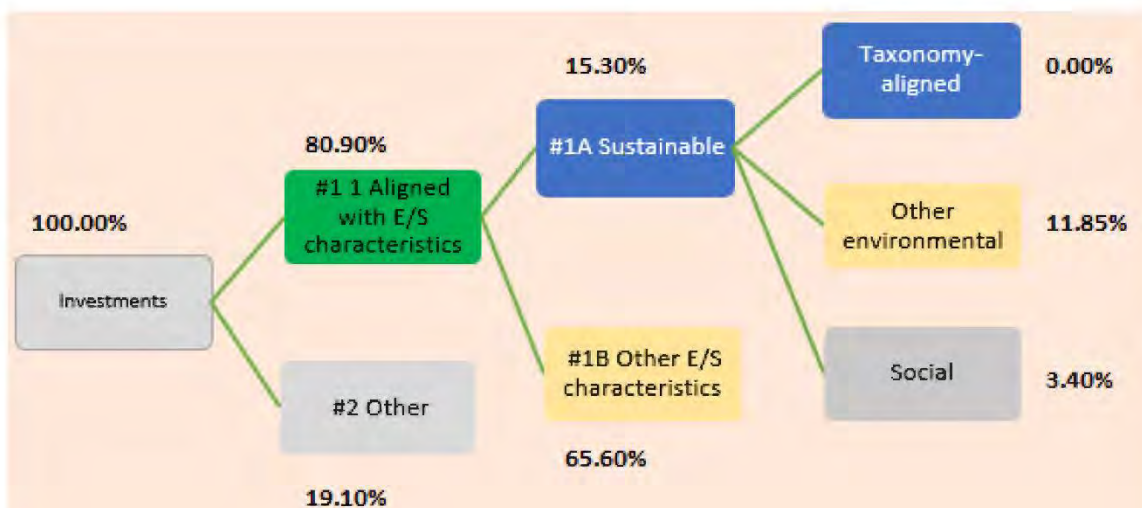 15.30%
Taxonomy-
aligned
0.00%
80.90%
#1A Sustainable
#1 1 Aligned
with E/S
characteristics
100.00%
Other
environmental
11.85%
Investments
#2 Other
#1B Other E/S
characteristics
Social
3.40%
65.60%
19.10%